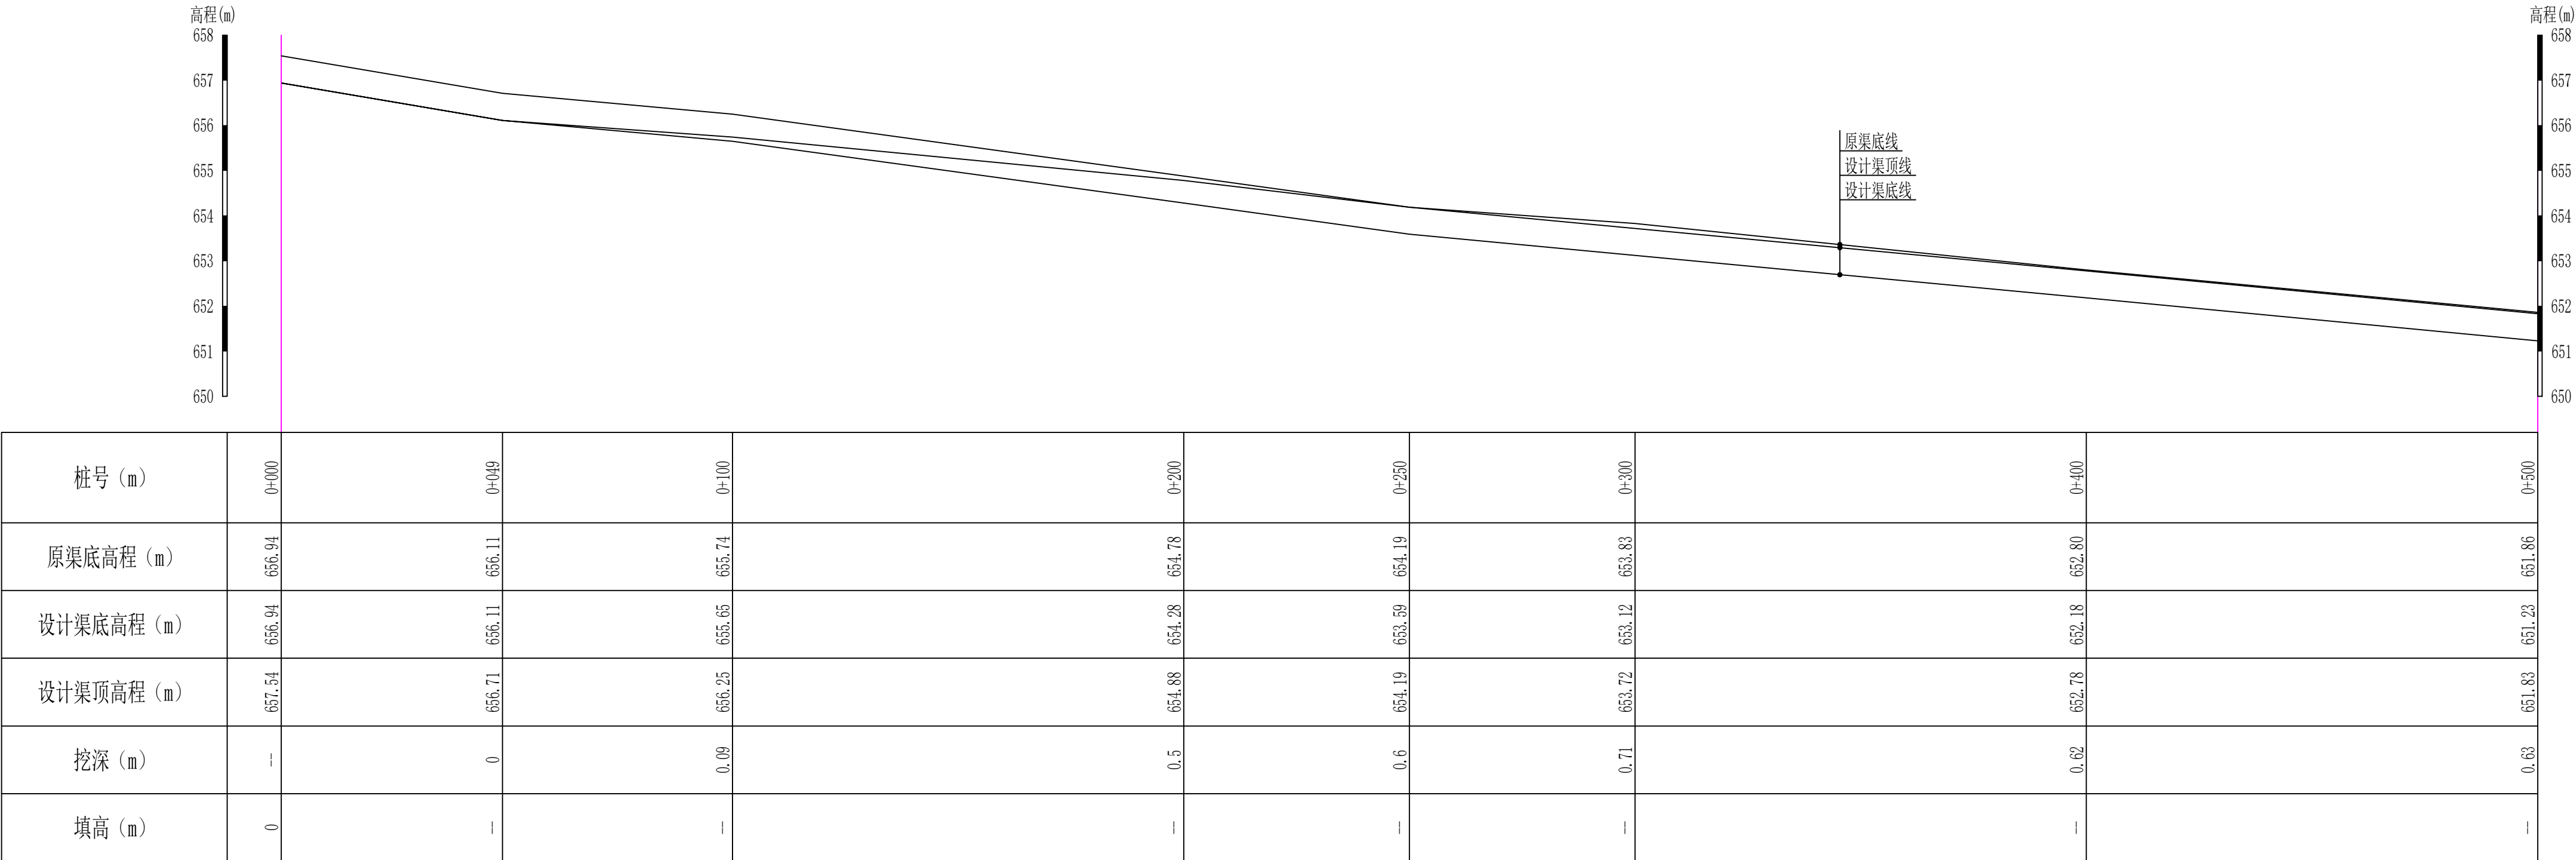 高程(m)
658
657
656
655
654
653
652
651
650
高程(m)
658
657
656
655
654
653
652
651
650
原渠底线
设计渠顶线
设计渠底线
桩号（m） 0+000 0+049 0+100 0+200 0+250 0+300 0+400 0+500
原渠底高程（m） 656.94 656.11 655.74 654.78 654.19 653.83 652.80 651.86
设计渠底高程（m） 656.94 656.11 655.65 654.28 653.59 653.12 652.18 651.23
设计渠顶高程（m） 657.54 656.71 656.25 654.88 654.19 653.72 652.78 651.83
挖深（m） -- 0 0.09 0.5 0.6 0.71 0.62 0.63
填高（m） 0 -- -- -- -- -- -- --